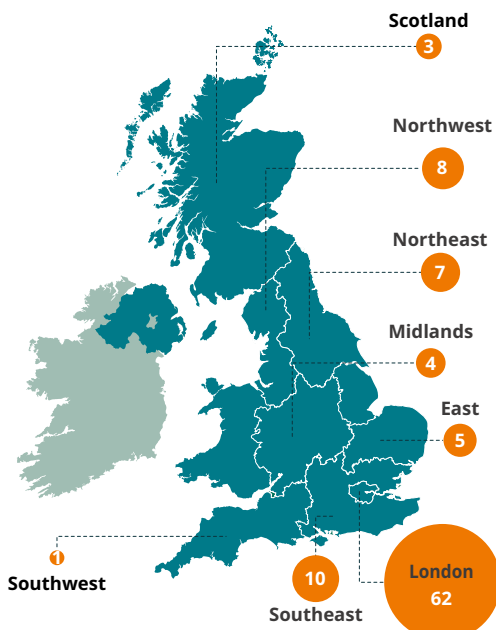 Scotland
3
Northwest
8
Northeast
7
Midlands
4
East
5
1
Southwest
10
Southeast
London
62